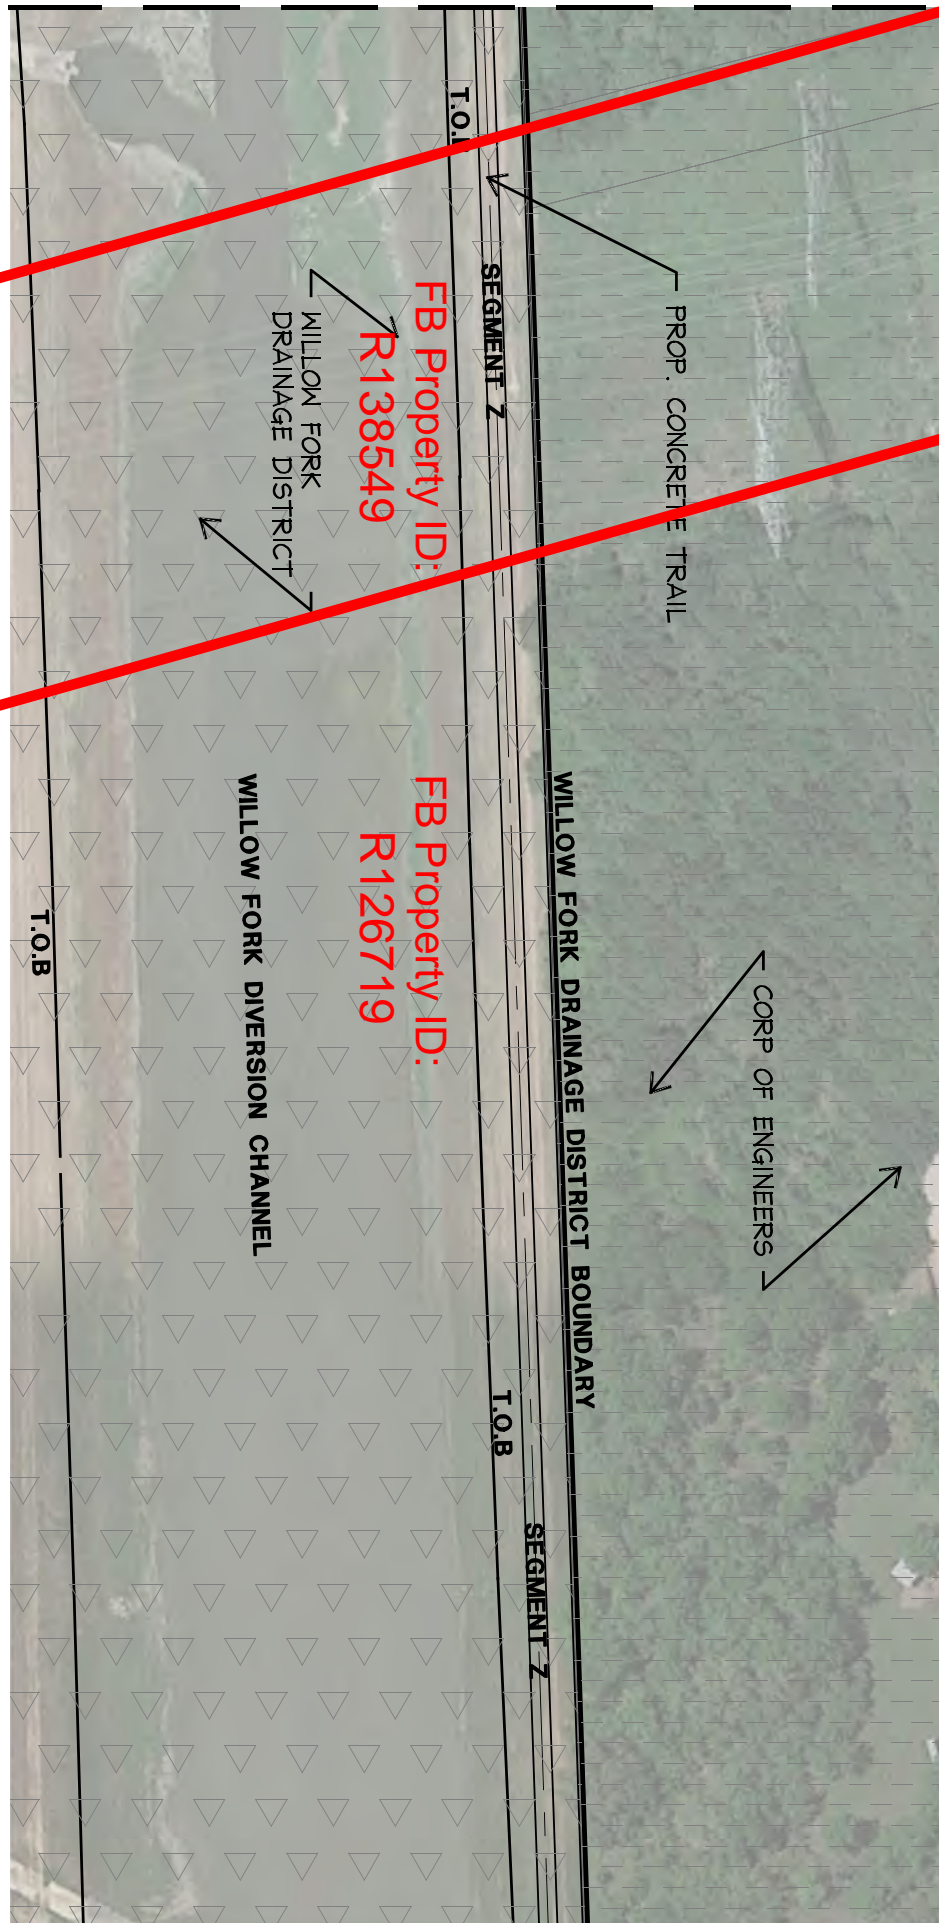 PROP. CONCRETE TRAIL
CORP OF ENGINEERS
WILLOW FORK DRAINAGE DISTRICT BOUNDARY
SEGMENT Z
SEGMENT Z
T.O.B
FB Property ID:
R138549
FB Property ID:
R126719
WILLOW FORK
DRAINAGE DISTRICT
WILLOW FORK DIVERSION CHANNEL
T.O.B